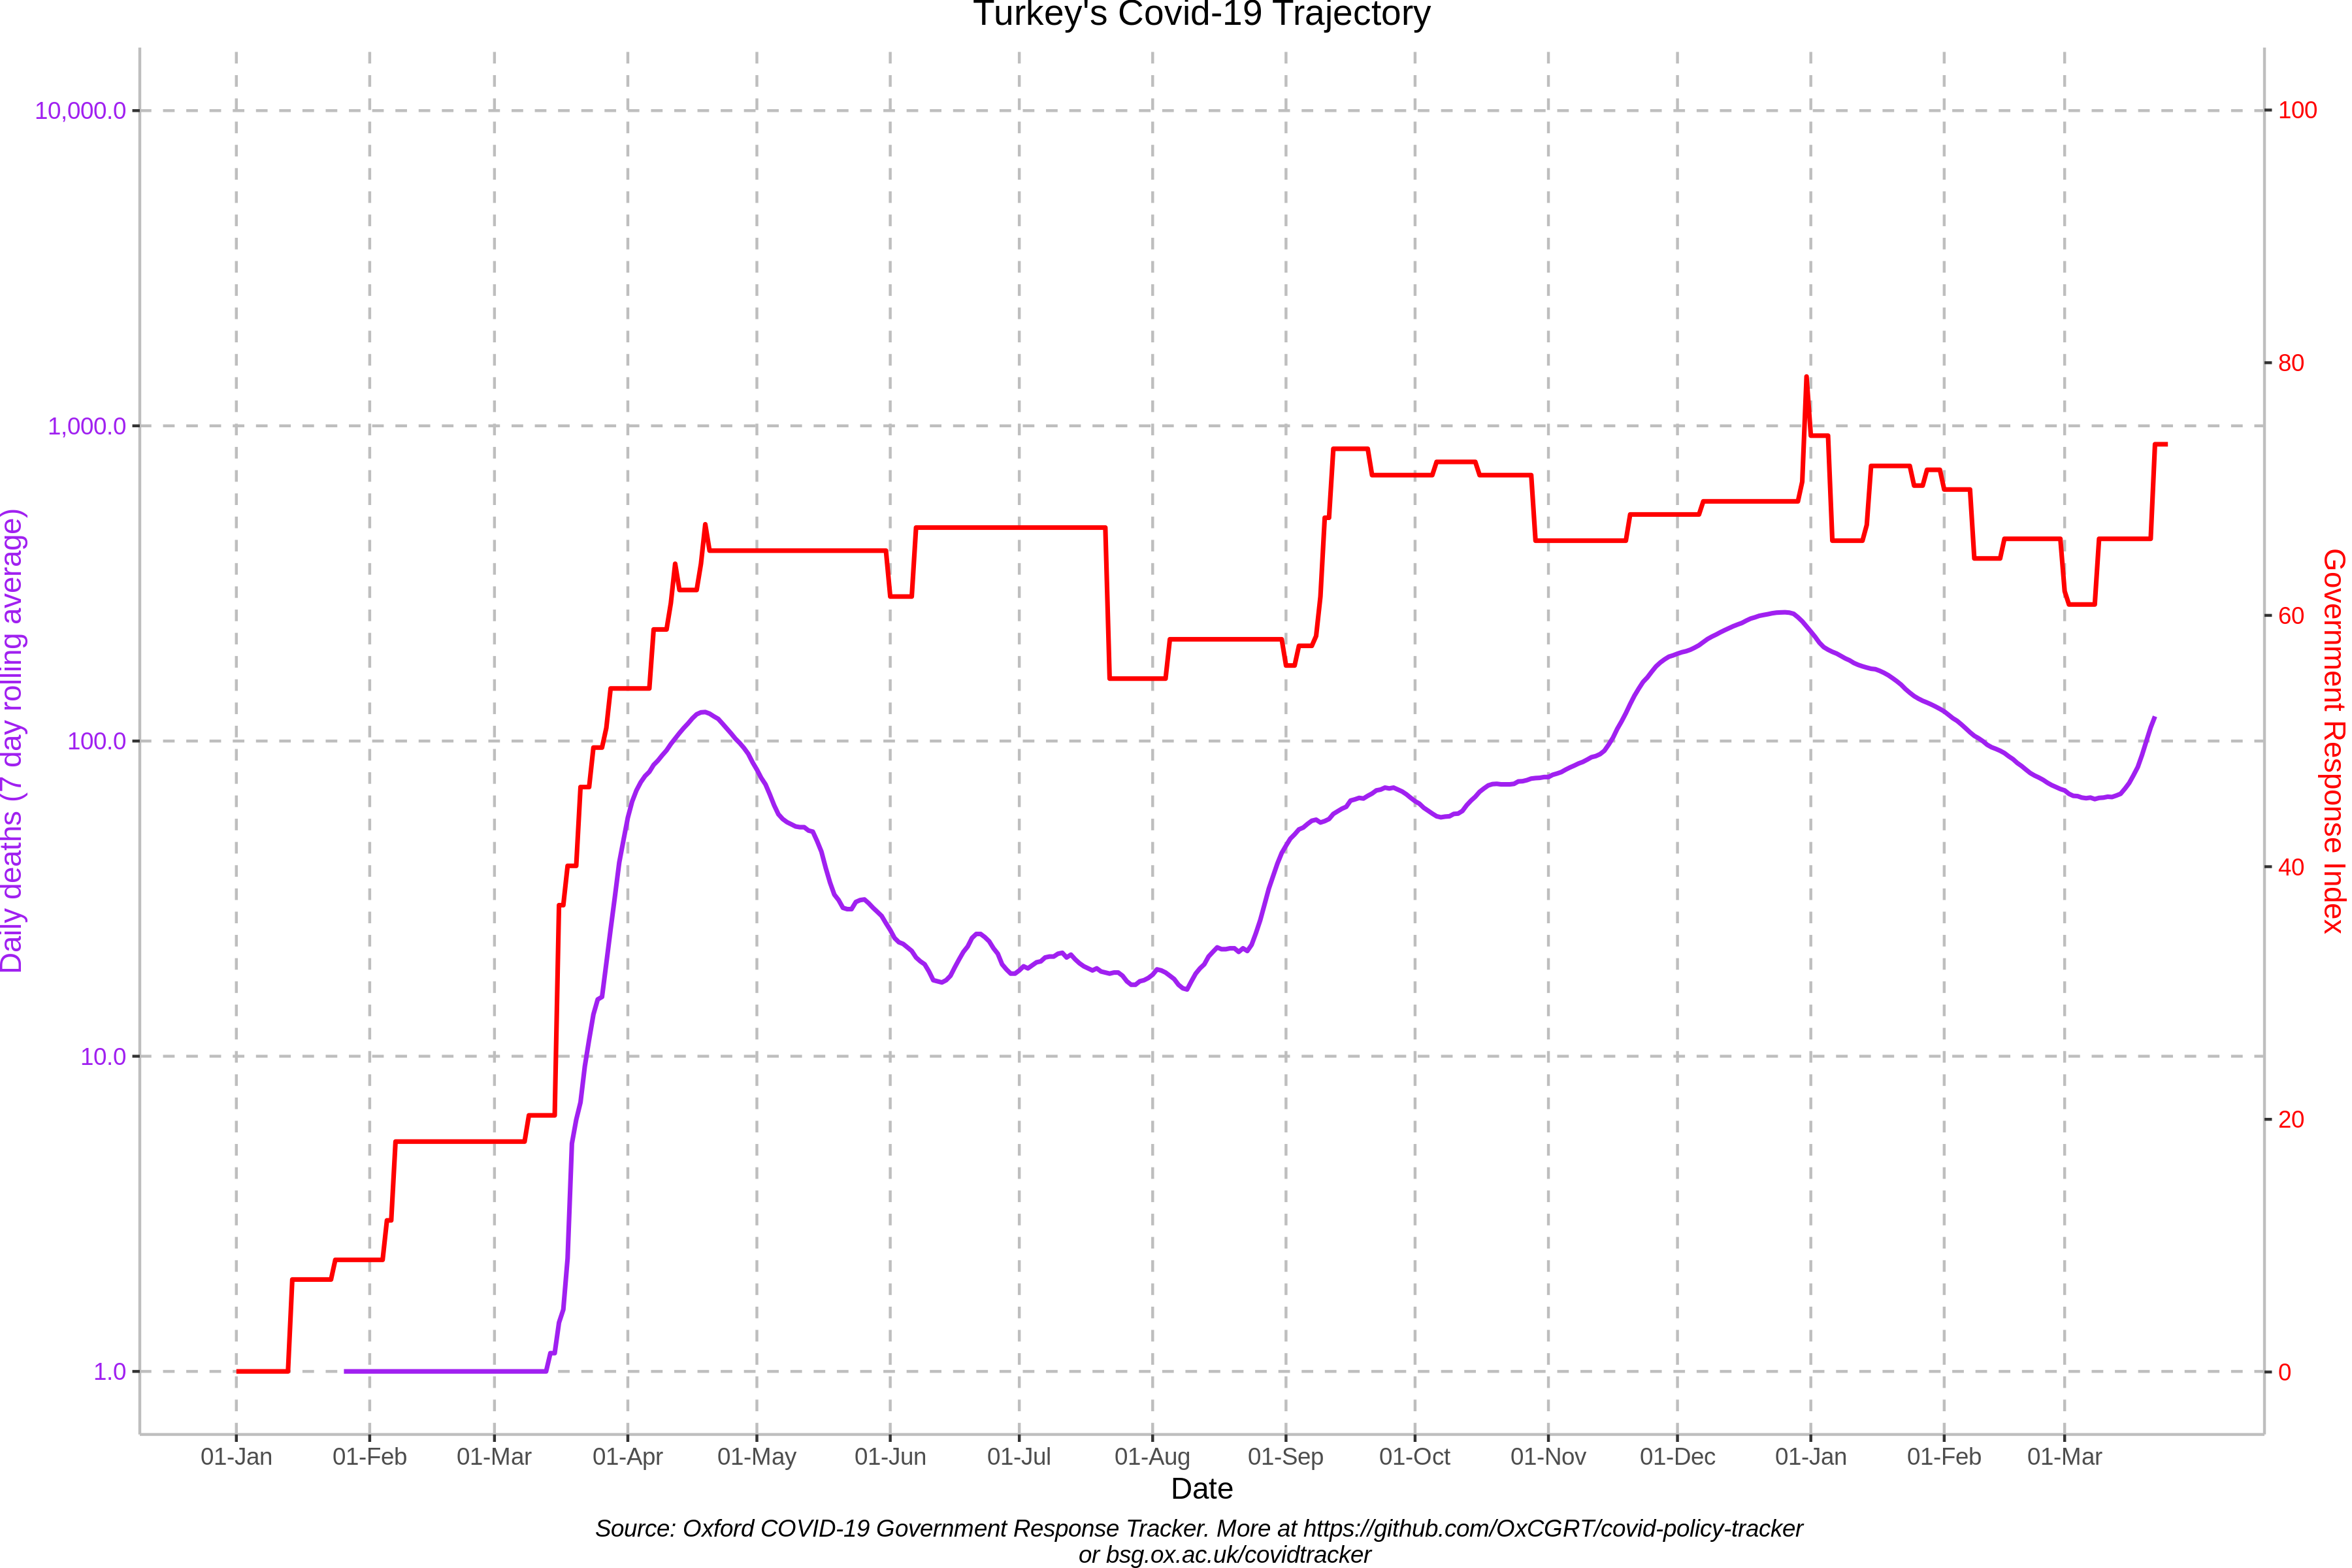 Turkey's Covid-19 Trajectory
10,000.0
1,000.0
100.0
10.0
1.0
Daily deaths (7 day rolling average)
100
80
60
40
20
0
Government Response Index
01-Jan 01-Feb 01-Mar 01-Apr 01-May 01-Jun 01-Jul 01-Aug 01-Sep 01-Oct 01-Nov 01-Dec 01-Jan 01-Feb 01-Mar
Date
Source: Oxford COVID-19 Government Response Tracker. More at https://github.com/OxCGRT/covid-policy-tracker
or bsg.ox.ac.uk/covidtracker